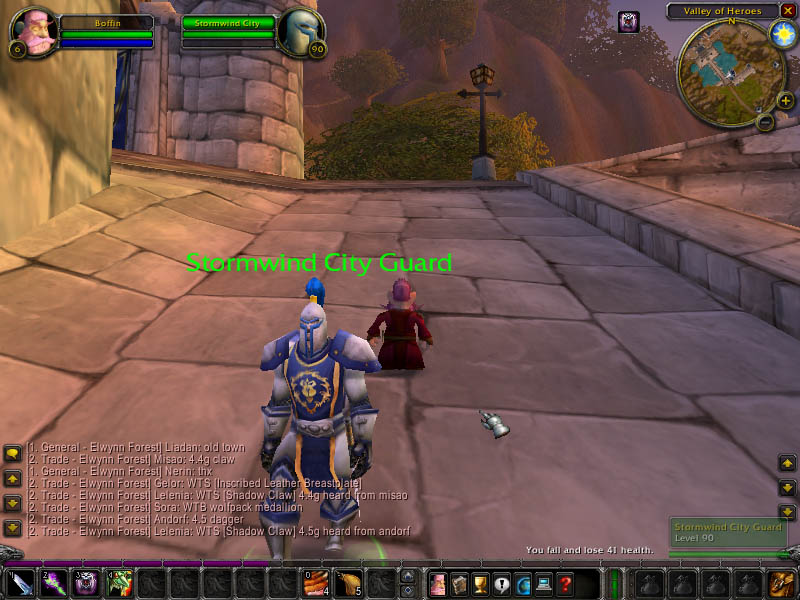 Boffin
6
Stormwind City
90
Valley of Heroes
N
Stormwind City Guard
[1. General - Elwynn Forest] Liadan: old town
[2. Trade - Elwynn Forest] Misao: 4.4g claw
[1. General - Elwynn Forest] Nerin: thx
[2. Trade - Elwynn Forest] Gelor: WTS [Inscribed Leather Breastplate]
[2. Trade - Elwynn Forest] Lelenia: WTS [Shadow Claw] 4.4g heard from misao
[2. Trade - Elwynn Forest] Sora: WTB wolfpack medallion
[2. Trade - Elwynn Forest] Andorf: 4.5 dagger
[2. Trade - Elwynn Forest] Lelenia: WTS [Shadow Claw] 4.5g heard from andorf
Stormwind City Guard
Level 90
You fall and lose 41 health.
1 2 3 4 0 4 5